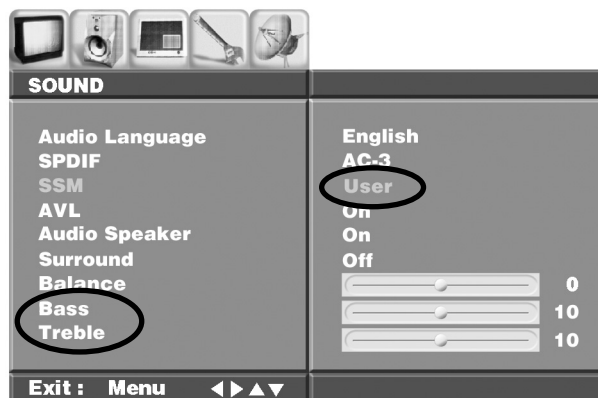 SOUND
Audio Language English
SPDIF AC-3
SSM User
AVL On
Audio Speaker On
Surround Off
Balance 0
Bass 10
Treble 10
Exit : Menu ◀▶▲▼